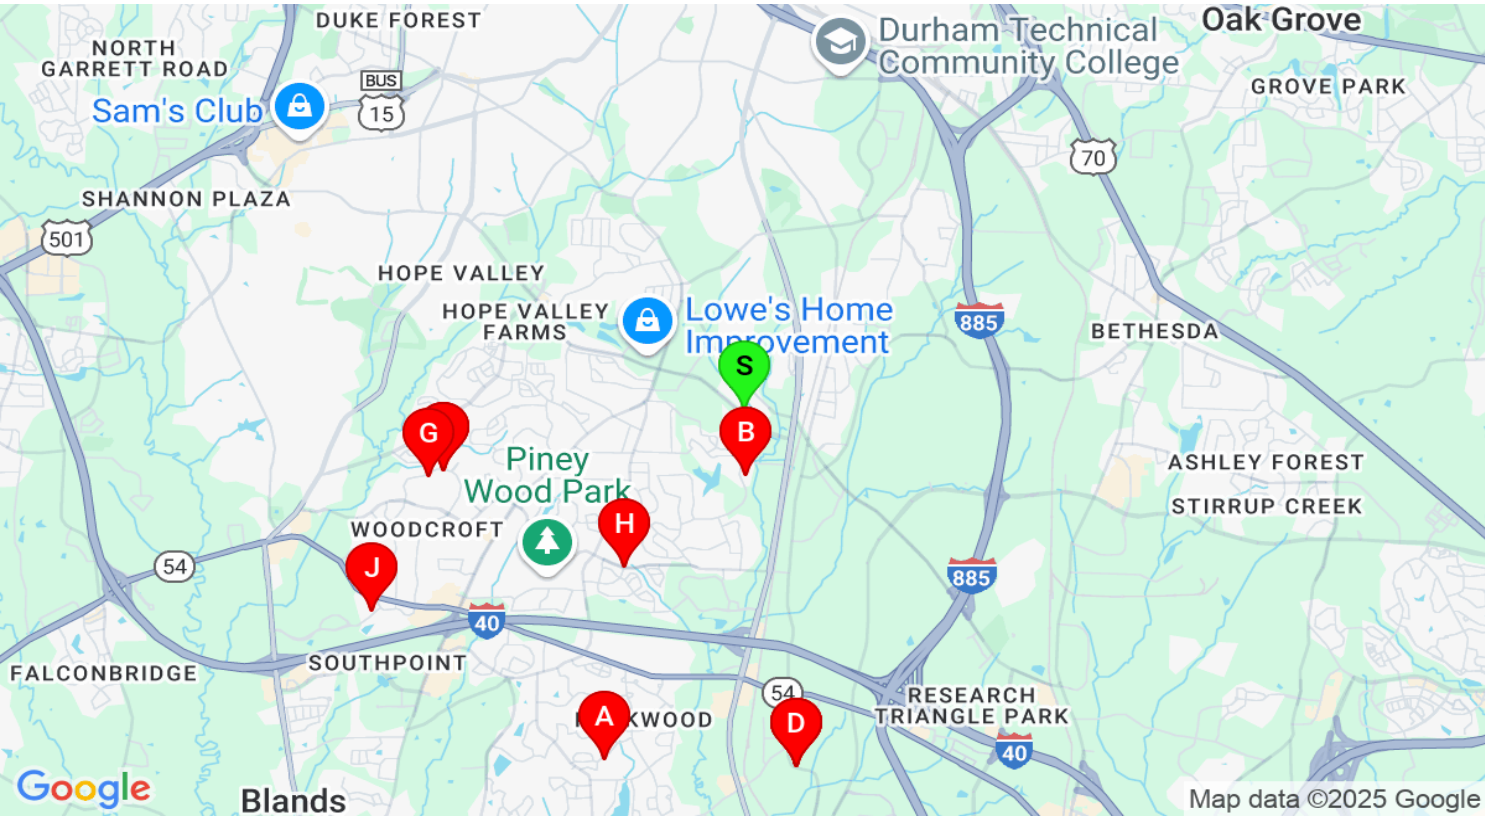 DUKE FOREST
Oak Grove
NORTH
GARRETT ROAD
Durham Technical
Community College
BUS
15
Sam's Club
GROVE PARK
70
SHANNON PLAZA
501
HOPE VALLEY
HOPE VALLEY
FARMS
Lowe's Home
Improvement
885
BETHESDA
S
G
B
Piney
Wood Park
ASHLEY FOREST
STIRRUP CREEK
WOODCROFT
H
54
J
885
40
SOUTHPOINT
FALCONBRIDGE
54
RESEARCH
TRIANGLE PARK
A
KWOOD
D
40
Google
Blands
Map data ©2025 Google